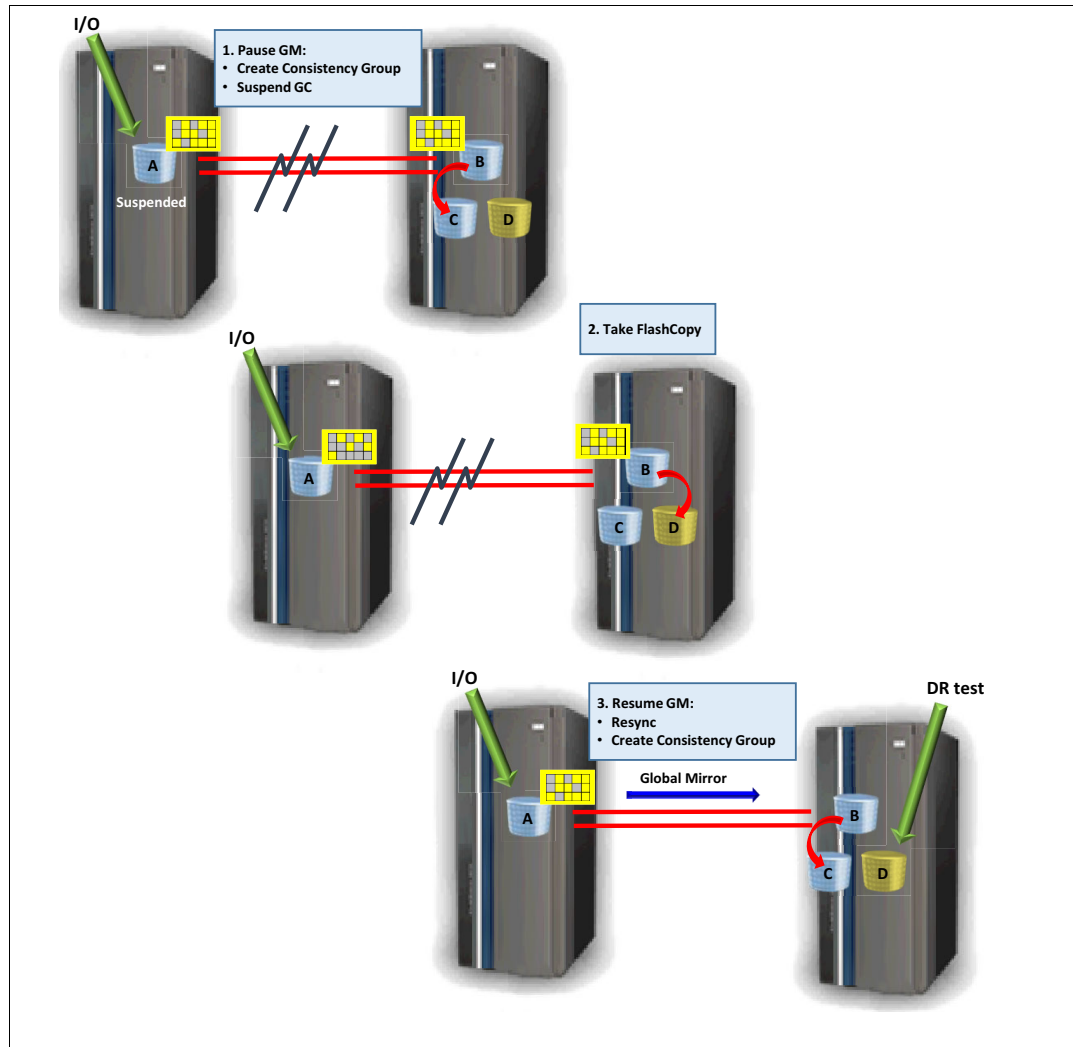 I/O
1. Pause GM:
• Create Consistency Group
• Suspend GC
A
B
Suspended
C
D
2. Take FlashCopy
I/O
B
A
C
D
I/O
3. Resume GM:
• Resync
• Create Consistency Group
DR test
Global Mirror
A
B
C
D